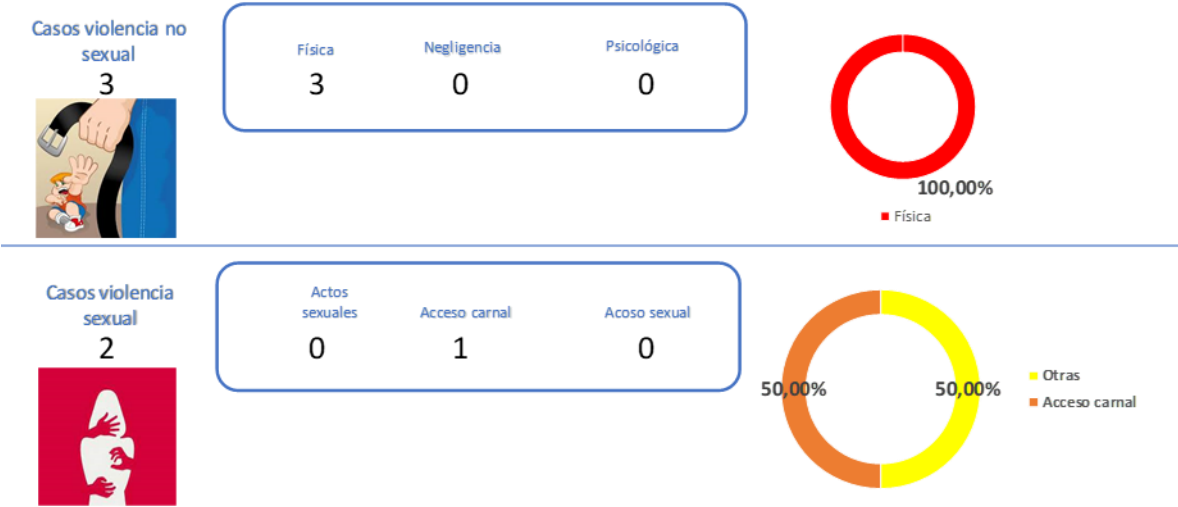 Casos violencia no
sexual
3
Física
3
Negligencia
0
Psicológica
0
100,00%
Física
Casos violencia
sexual
2
Actos
sexuales
0
Acceso carnal
1
Acoso sexual
0
50,00%
50,00%
Otras
Acceso carnal